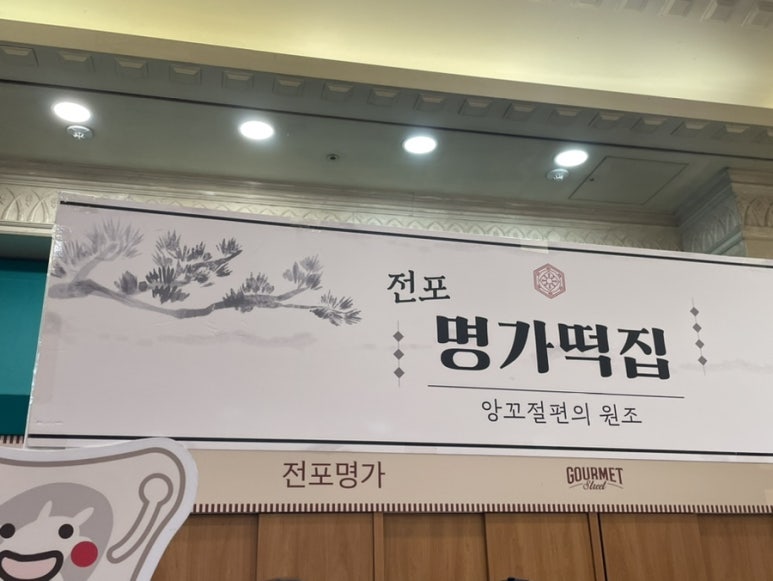 전포
명가떡집
앙꼬절편의 원조
전포명가
GOURMET
Street